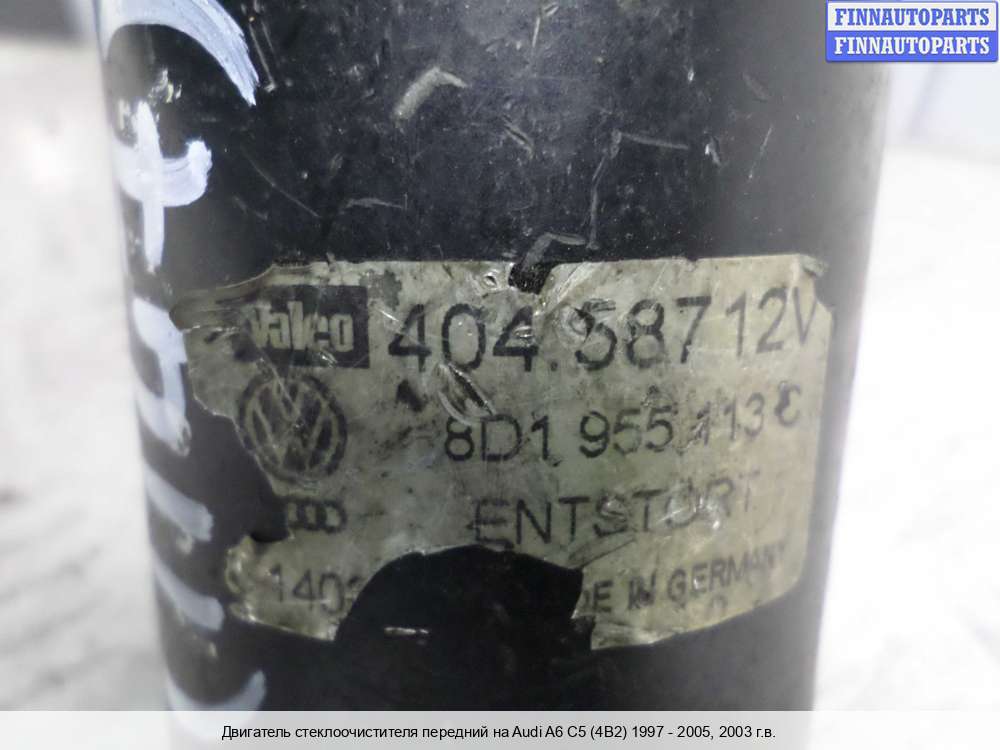 FINNAUTOPARTS
FINNAUTOPARTS
Valeo 404.587 12V
8D1 955 113 C
ENTSTÖRT
MADE IN GERMANY
Двигатель стеклоочистителя передний на Audi A6 C5 (4B2) 1997 - 2005, 2003 г.в.